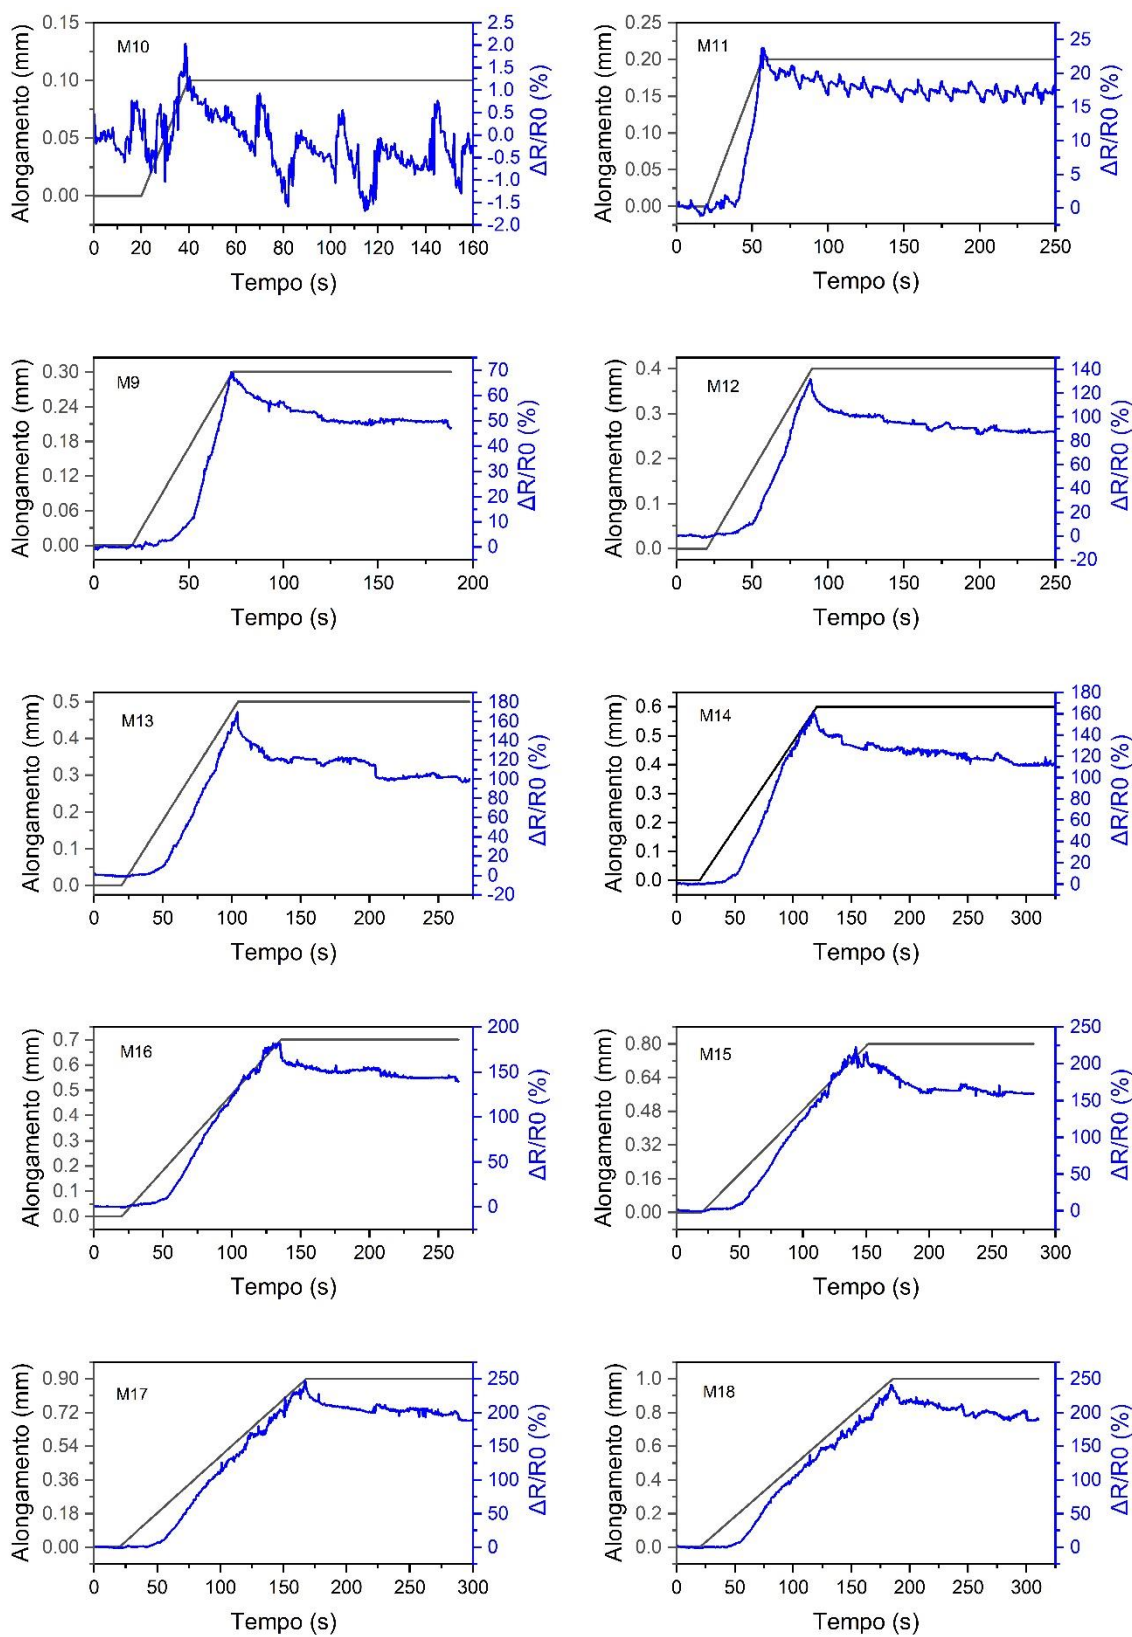 M10
Alongamento (mm)
0.15
0.10
0.05
0.00
2.5
2.0
1.5
1.0
0.5
0.0
-0.5
-1.0
-1.5
-2.0
ΔR/R0 (%)
0 20 40 60 80 100 120 140 160
Tempo (s)
M11
Alongamento (mm)
0.25
0.20
0.15
0.10
0.05
0.00
25
20
15
10
5
0
ΔR/R0 (%)
0 50 100 150 200 250
Tempo (s)
M9
Alongamento (mm)
0.30
0.24
0.18
0.12
0.06
0.00
70
60
50
40
30
20
10
0
ΔR/R0 (%)
0 50 100 150 200
Tempo (s)
M12
Alongamento (mm)
0.4
0.3
0.2
0.1
0.0
140
120
100
80
60
40
20
0
-20
ΔR/R0 (%)
0 50 100 150 200 250
Tempo (s)
M13
Alongamento (mm)
0.5
0.4
0.3
0.2
0.1
0.0
180
160
140
120
100
80
60
40
20
0
-20
ΔR/R0 (%)
0 50 100 150 200 250
Tempo (s)
M14
Alongamento (mm)
0.6
0.5
0.4
0.3
0.2
0.1
0.0
180
160
140
120
100
80
60
40
20
0
ΔR/R0 (%)
0 50 100 150 200 250 300
Tempo (s)
M16
Alongamento (mm)
0.7
0.6
0.5
0.4
0.3
0.2
0.1
0.0
200
150
100
50
0
ΔR/R0 (%)
0 50 100 150 200 250
Tempo (s)
M15
Alongamento (mm)
0.80
0.64
0.48
0.32
0.16
0.00
250
200
150
100
50
0
ΔR/R0 (%)
0 50 100 150 200 250 300
Tempo (s)
M17
Alongamento (mm)
0.90
0.72
0.54
0.36
0.18
0.00
250
200
150
100
50
0
ΔR/R0 (%)
0 50 100 150 200 250 300
Tempo (s)
M18
Alongamento (mm)
1.0
0.8
0.6
0.4
0.2
0.0
250
200
150
100
50
0
ΔR/R0 (%)
0 50 100 150 200 250 300
Tempo (s)